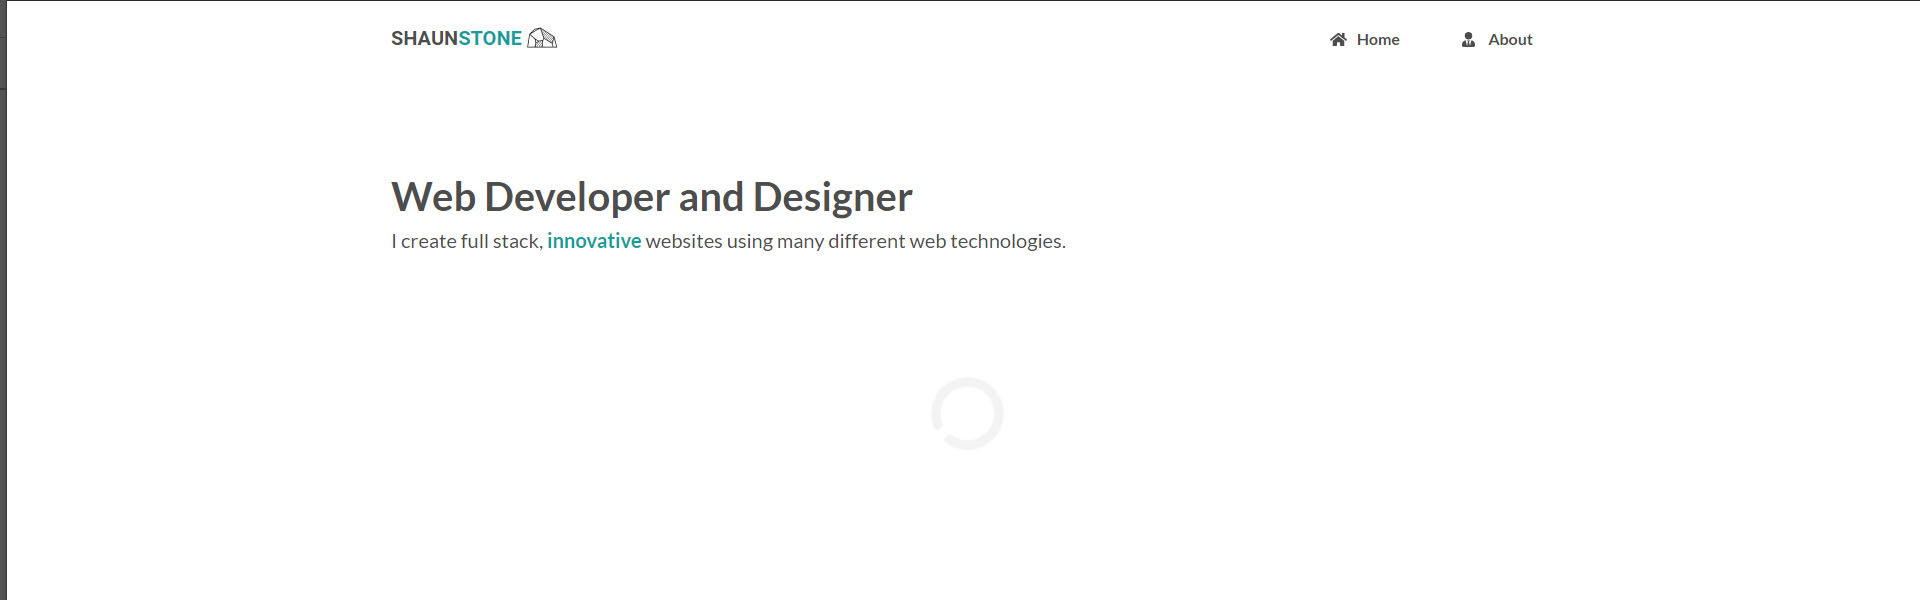 SHAUNSTONE
Home
About
Web Developer and Designer
I create full stack, innovative websites using many different web technologies.